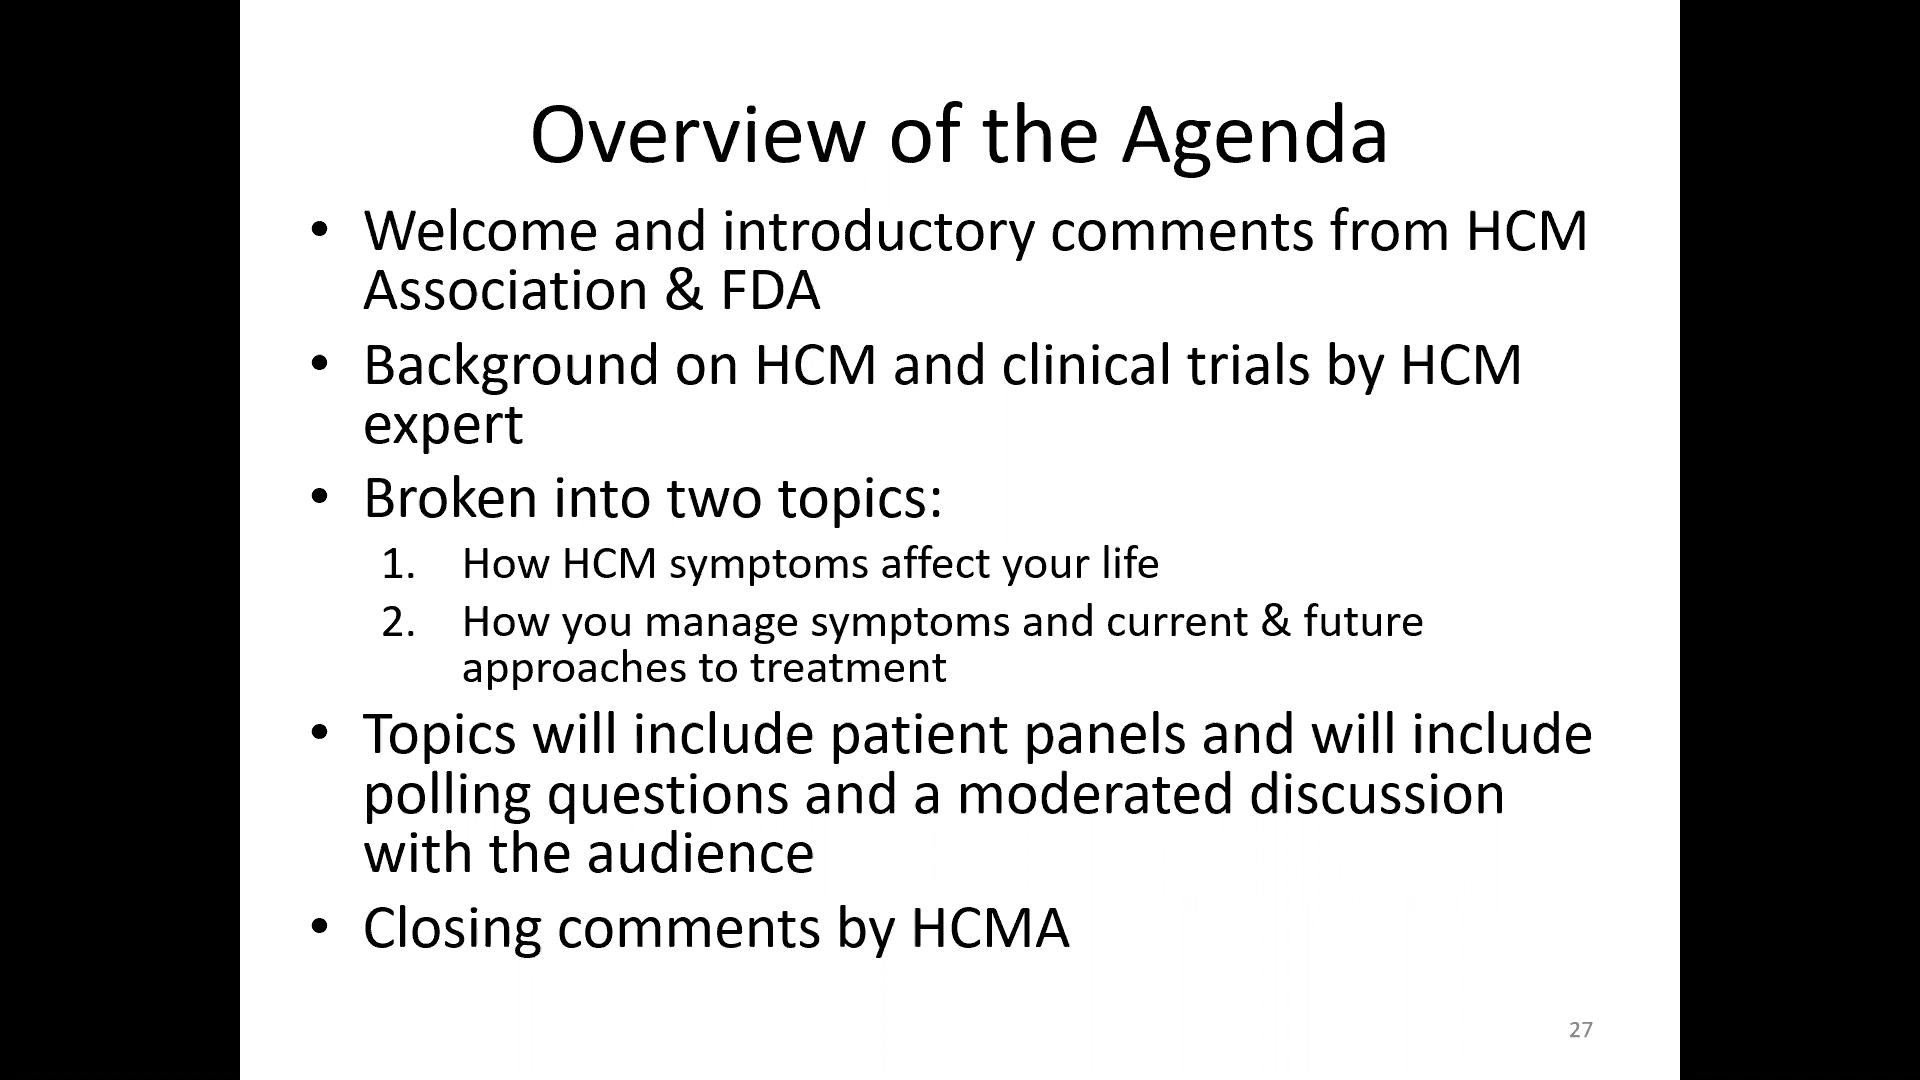 Overview of the Agenda
• Welcome and introductory comments from HCM
Association & FDA
• Background on HCM and clinical trials by HCM
expert
• Broken into two topics:
1. How HCM symptoms affect your life
2. How you manage symptoms and current & future
approaches to treatment
• Topics will include patient panels and will include
polling questions and a moderated discussion
with the audience
• Closing comments by HCMA
27